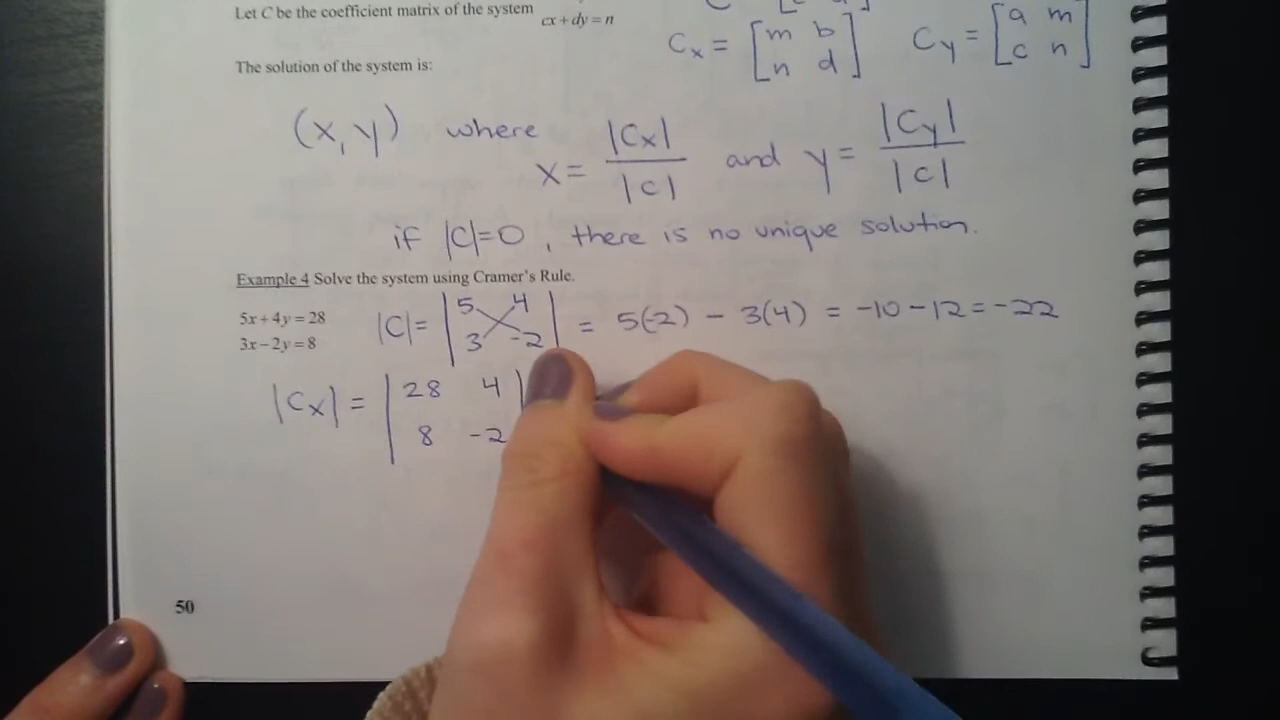 Let C be the coefficient matrix of the system cx + dy = n
Cx = [m b
n d]
Cy = [a m
c n]
The solution of the system is:
(x, y) where x = |Cx| / |C| and y = |Cy| / |C|
if |C|=0, there is no unique solution.
Example 4 Solve the system using Cramer's Rule.
5x + 4y = 28
3x − 2y = 8
|C| = |5 4
3 -2| = 5(-2) - 3(4) = -10 - 12 = -22
|Cx| = |28 4
8 -2|
50